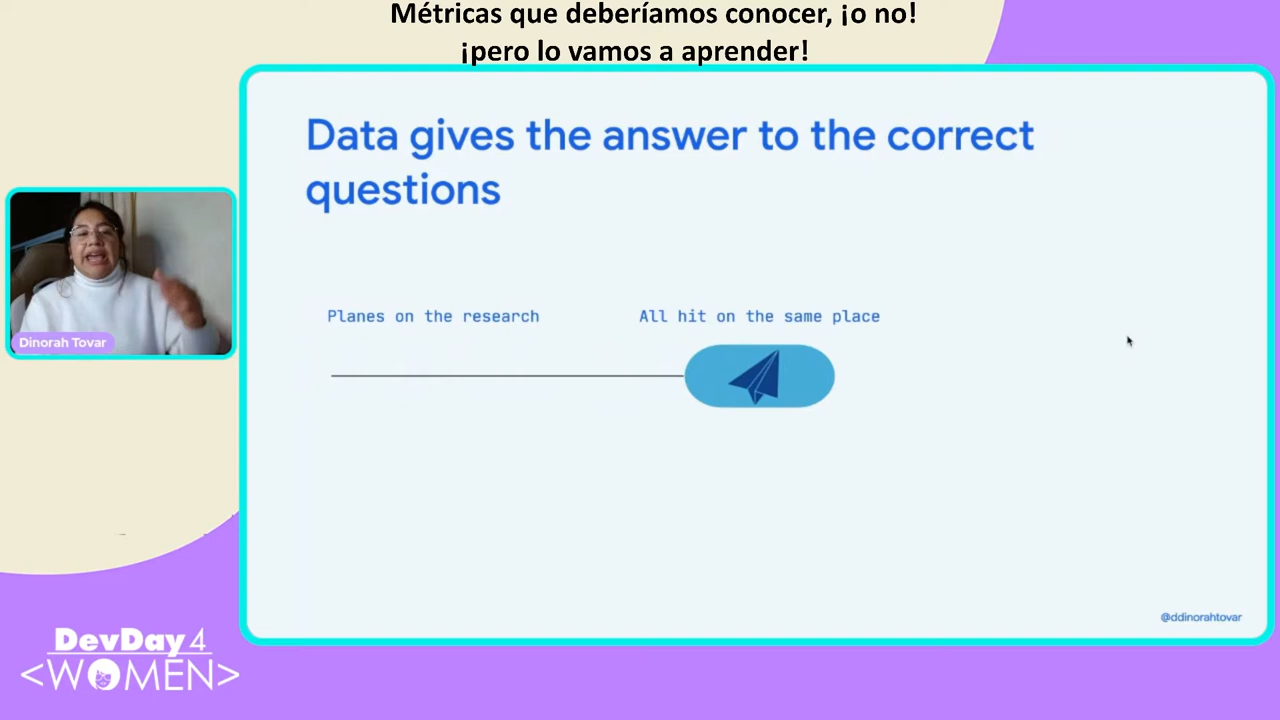 Métricas que deberíamos conocer, ¡o no!
¡pero lo vamos a aprender!
Data gives the answer to the correct
questions
Planes on the research
All hit on the same place
Dinorah Tovar
@ddinorahtovar
DevDay 4
<WOMEN>